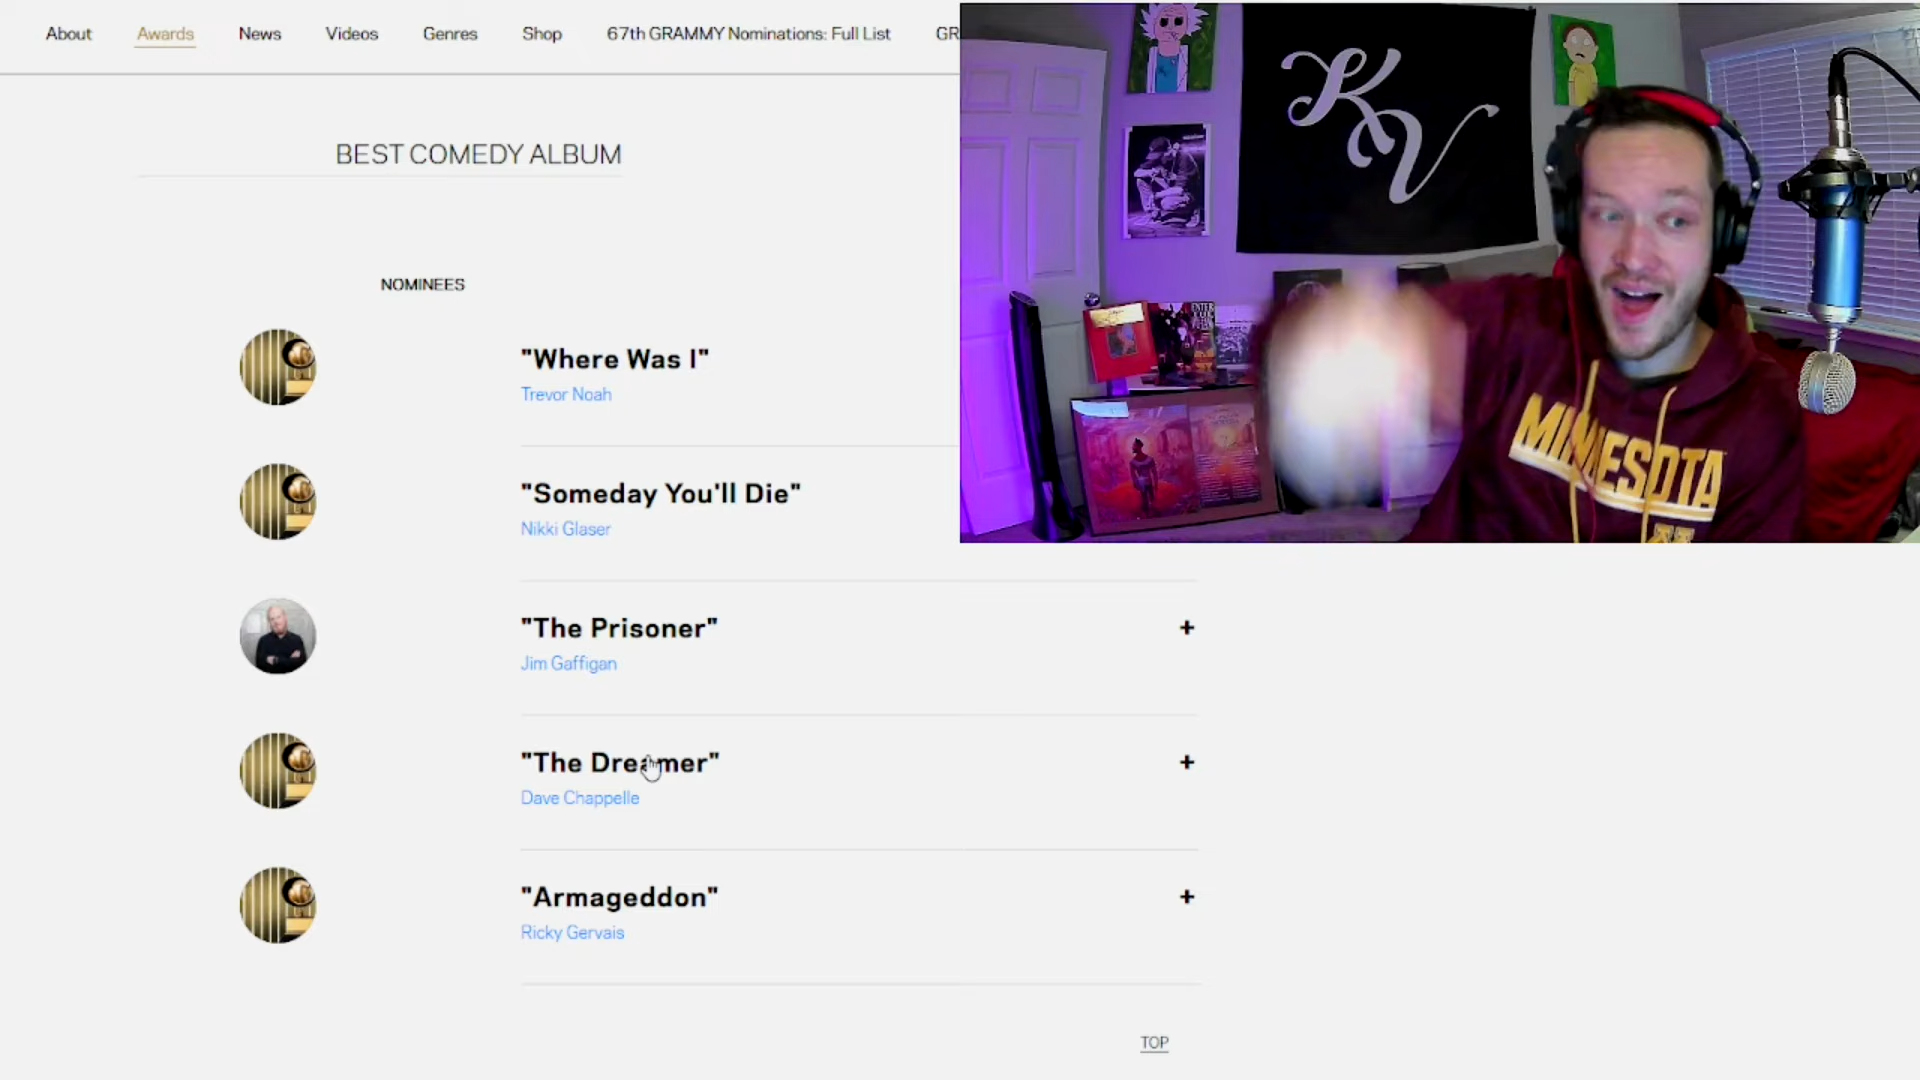 About
Awards
News
Videos
Genres
Shop
67th GRAMMY Nominations: Full List
GR
BEST COMEDY ALBUM
NOMINEES
"Where Was I"
Trevor Noah
"Someday You'll Die"
Nikki Glaser
"The Prisoner"
+
Jim Gaffigan
"The Dreamer"
+
Dave Chappelle
"Armageddon"
+
Ricky Gervais
TOP
KV
MINNESOTA